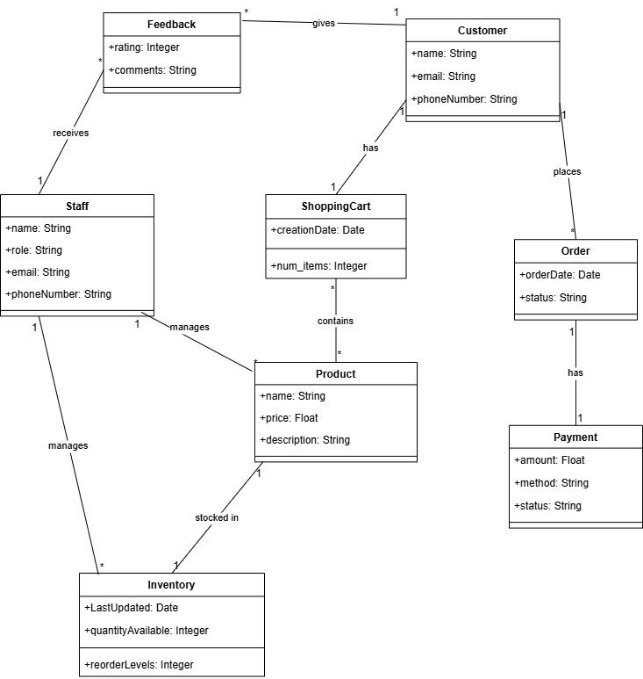 Feedback
+rating: Integer
+comments: String
*
gives
1
Customer
+name: String
+email: String
+phoneNumber: String
*
receives
1
1
has
1
1
places
*
Staff
+name: String
+role: String
+email: String
+phoneNumber: String
ShoppingCart
+creationDate: Date
+num_items: Integer
Order
+orderDate: Date
+status: String
1
1
manages
*
*
contains
*
1
has
1
Product
+name: String
+price: Float
+description: String
Payment
+amount: Float
+method: String
+status: String
manages
*
1
stocked in
1
Inventory
+LastUpdated: Date
+quantityAvailable: Integer
+reorderLevels: Integer